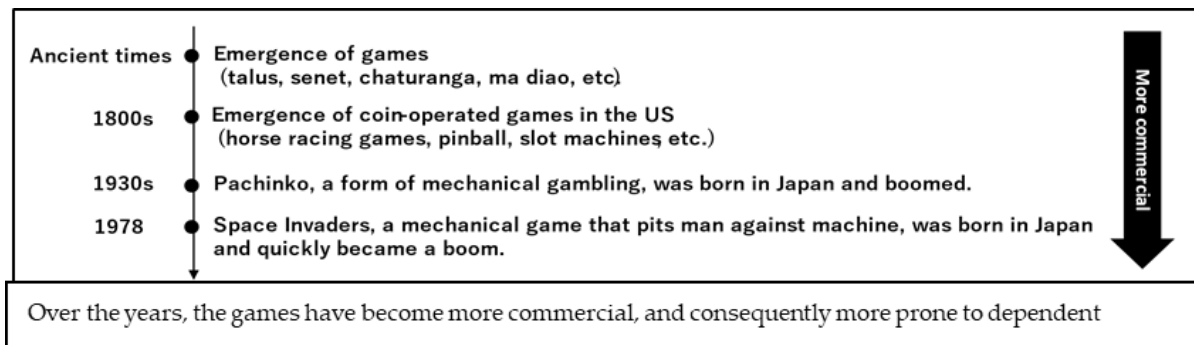 Ancient times Emergence of games
(talus, senet, chaturanga, ma diao, etc)
1800s Emergence of coin-operated games in the US
(horse racing games, pinball, slot machines, etc.)
1930s Pachinko, a form of mechanical gambling, was born in Japan and boomed.
1978 Space Invaders, a mechanical game that pits man against machine, was born in Japan
and quickly became a boom.
More commercial
Over the years, the games have become more commercial, and consequently more prone to dependent